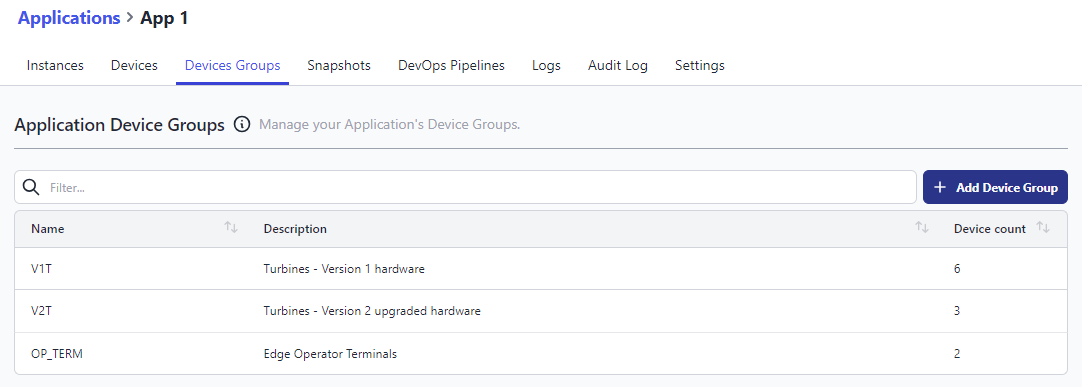 Applications > App 1
Instances Devices Devices Groups Snapshots DevOps Pipelines Logs Audit Log Settings
Application Device Groups Manage your Application's Device Groups.
Filter... + Add Device Group
Name Description Device count
V1T Turbines - Version 1 hardware 6
V2T Turbines - Version 2 upgraded hardware 3
OP_TERM Edge Operator Terminals 2